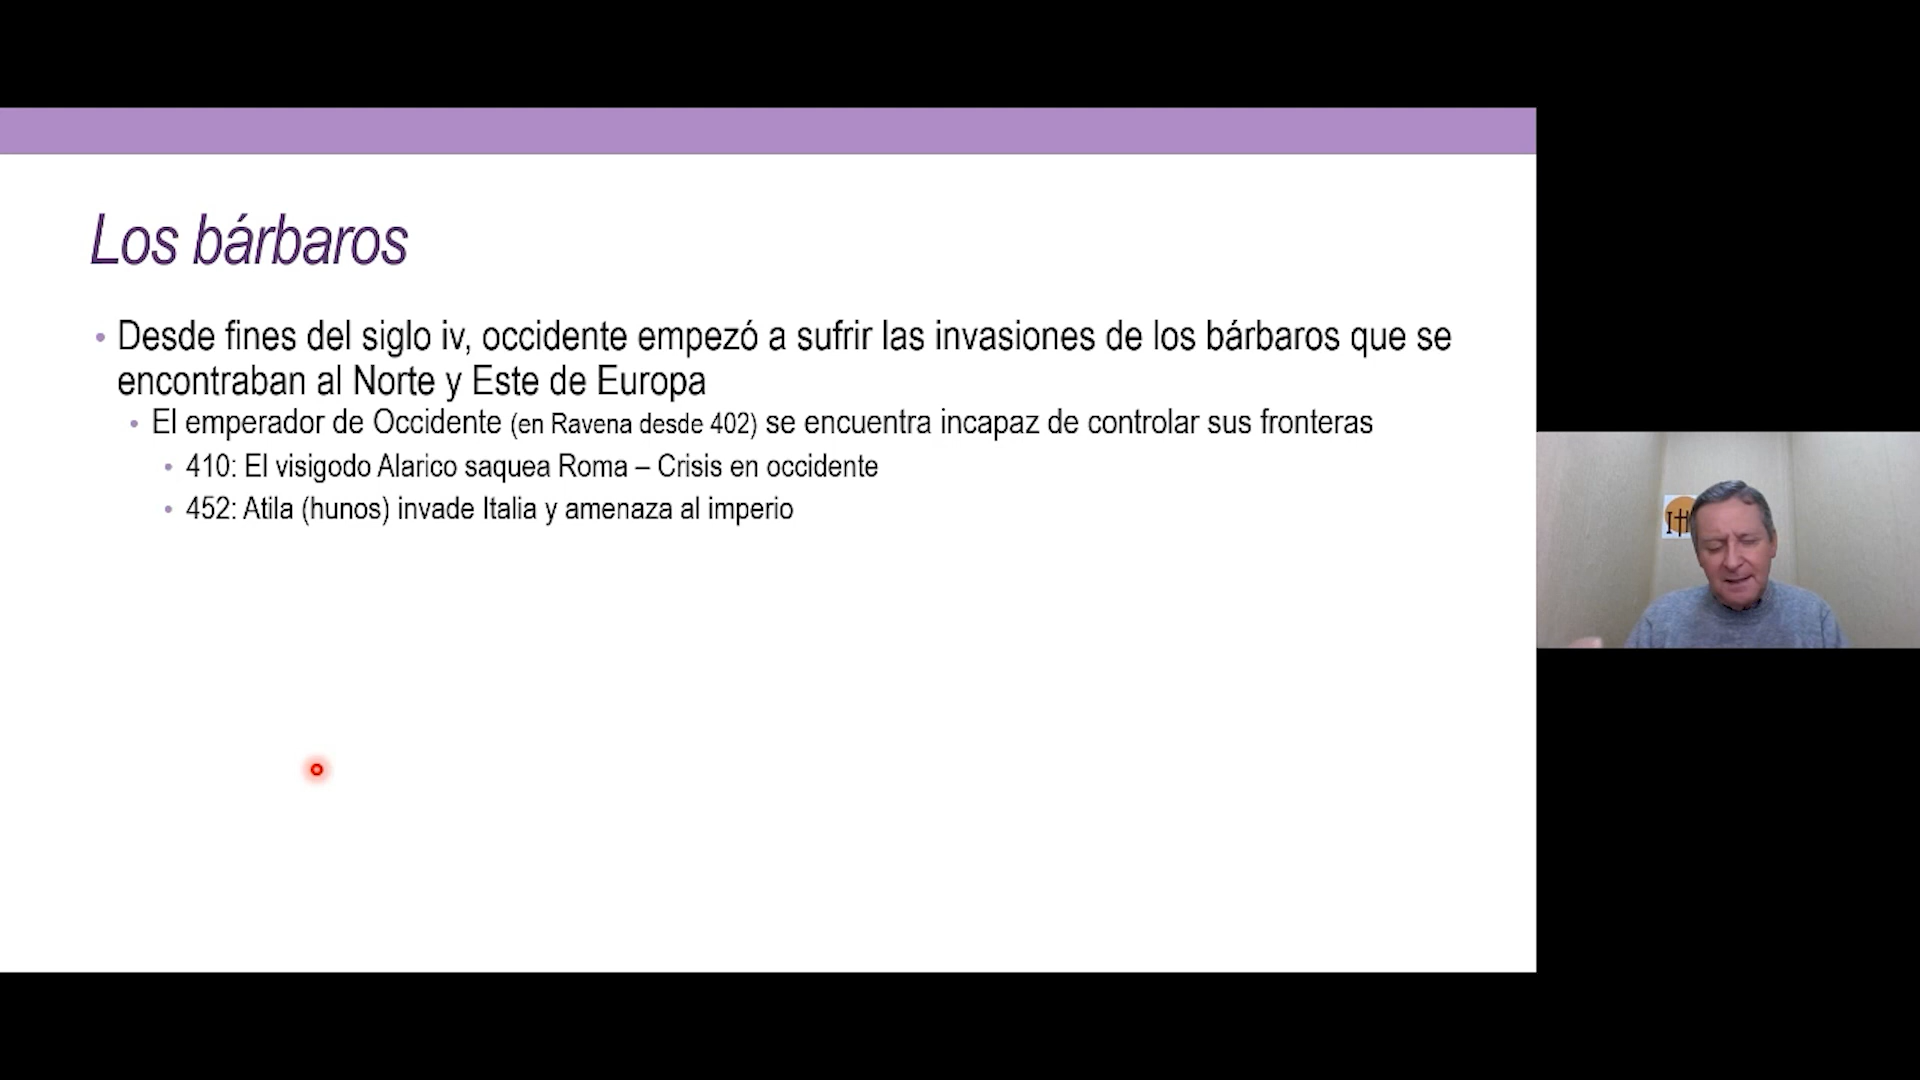 Los bárbaros
Desde fines del siglo iv, occidente empezó a sufrir las invasiones de los bárbaros que se
encontraban al Norte y Este de Europa
El emperador de Occidente (en Ravena desde 402) se encuentra incapaz de controlar sus fronteras
410: El visigodo Alarico saquea Roma – Crisis en occidente
452: Atila (hunos) invade Italia y amenaza al imperio